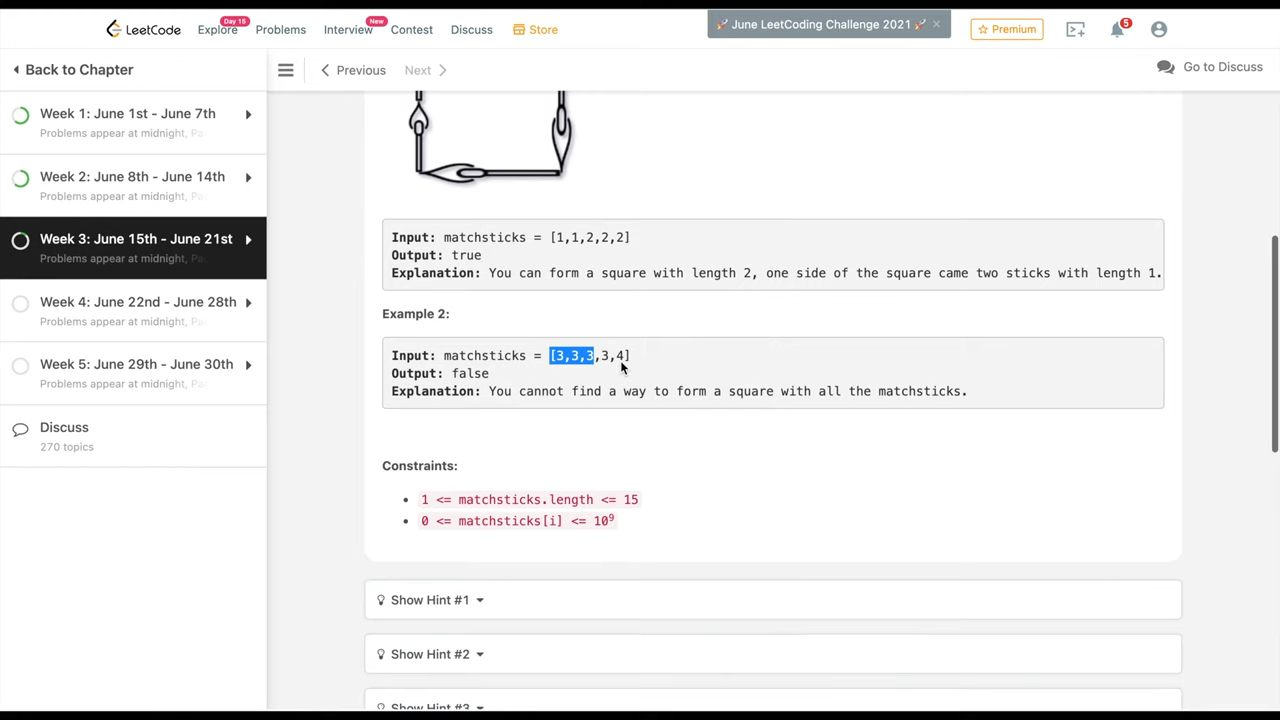 LeetCode
Day 15
Explore
Problems
New
Interview
Contest
Discuss
Store
🚀 June LeetCoding Challenge 2021 🚀 ×
Premium
5
Back to Chapter
Previous
Next
Go to Discuss
Week 1: June 1st - June 7th
Problems appear at midnight, Pa
Week 2: June 8th - June 14th
Problems appear at midnight, Pa
Week 3: June 15th - June 21st
Problems appear at midnight, Pa
Week 4: June 22nd - June 28th
Problems appear at midnight, Pa
Week 5: June 29th - June 30th
Problems appear at midnight, Pa
Discuss
270 topics
Input: matchsticks = [1,1,2,2,2]
Output: true
Explanation: You can form a square with length 2, one side of the square came two sticks with length 1.
Example 2:
Input: matchsticks = [3,3,3,3,4]
Output: false
Explanation: You cannot find a way to form a square with all the matchsticks.
Constraints:
• 1 <= matchsticks.length <= 15
• 0 <= matchsticks[i] <= 10⁹
Show Hint #1
Show Hint #2
Show Hint #3